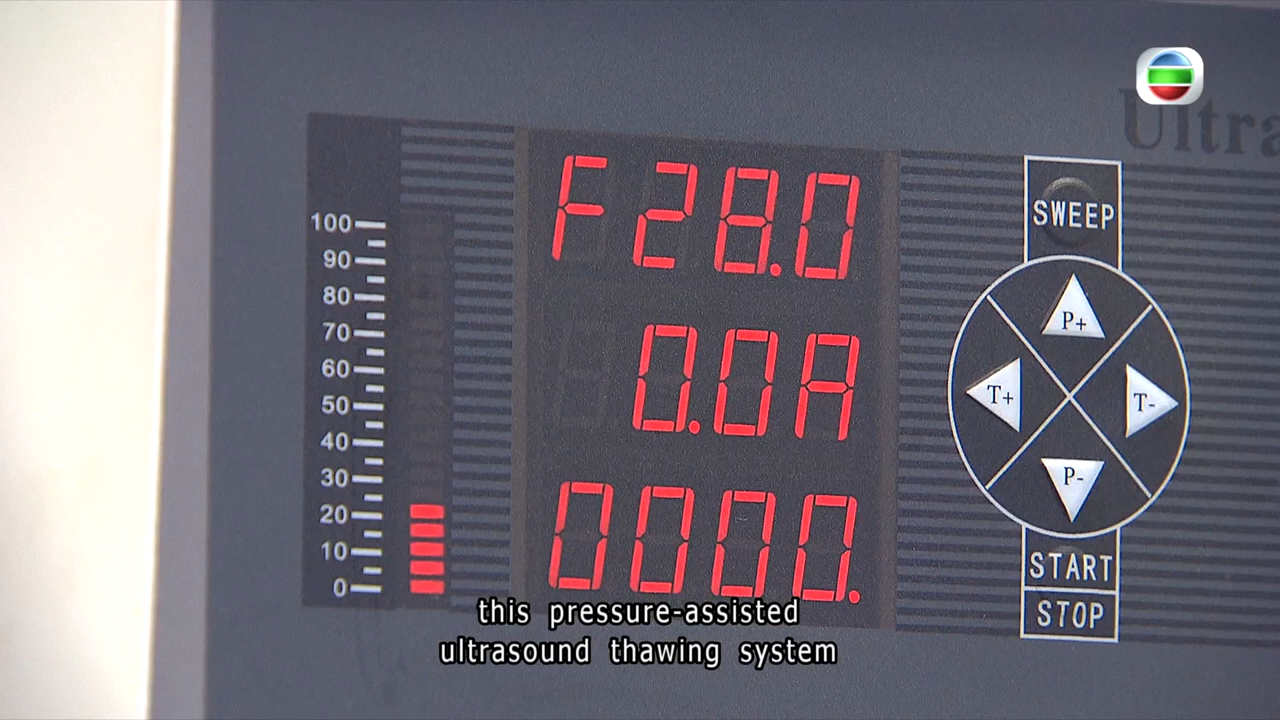 Ultra
100
90
80
70
60
50
40
30
20
10
0
F28.0
0.0A
0000.
SWEEP
P+
T+
T-
P-
START
STOP
this pressure-assisted
ultrasound thawing system